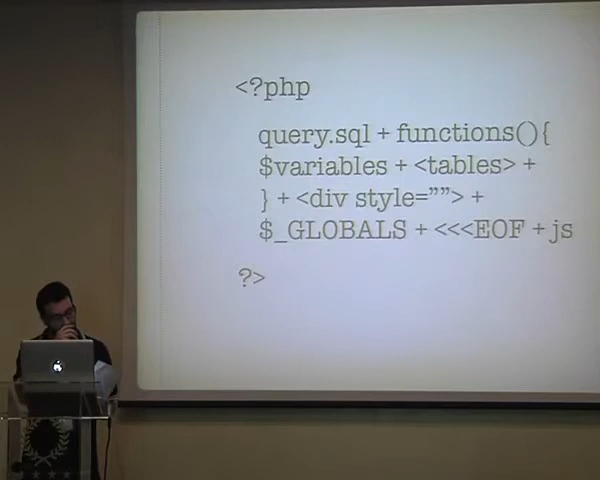 <?php
query.sql + functions(){
$variables + <tables> +
} + <div style=””> +
$_GLOBALS + <<<EOF + js
?>